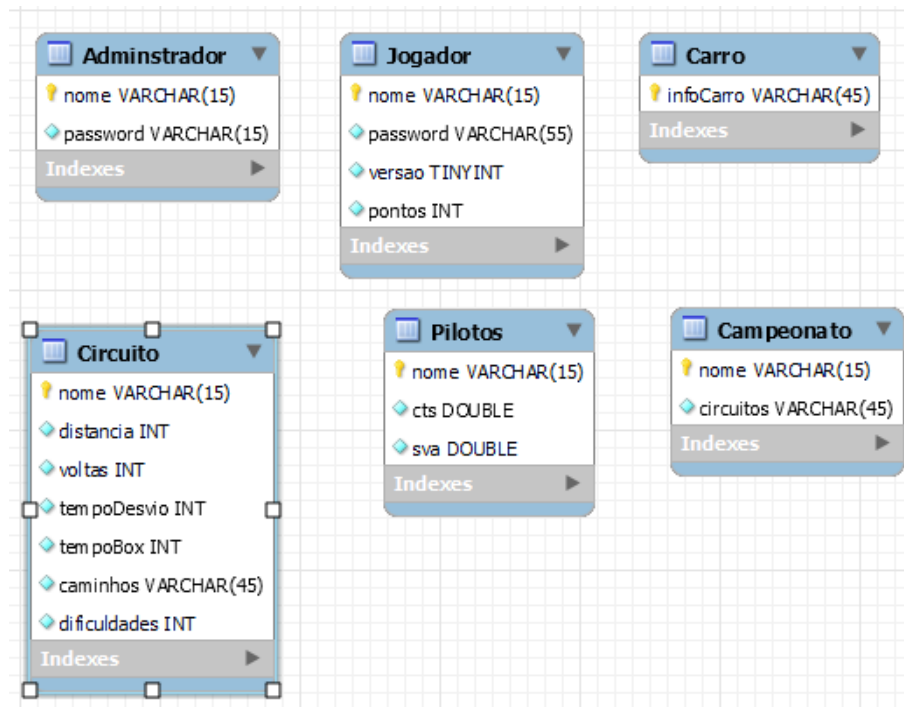 Adminstrador
nome VARCHAR(15)
password VARCHAR(15)
Indexes
Jogador
nome VARCHAR(15)
password VARCHAR(55)
versao TINYINT
pontos INT
Indexes
Carro
infoCarro VARCHAR(45)
Indexes
Circuito
nome VARCHAR(15)
distancia INT
voltas INT
tempoDesvio INT
tempoBox INT
caminhos VARCHAR(45)
dificuldades INT
Indexes
Pilotos
nome VARCHAR(15)
cts DOUBLE
sva DOUBLE
Indexes
Campeonato
nome VARCHAR(15)
circuitos VARCHAR(45)
Indexes